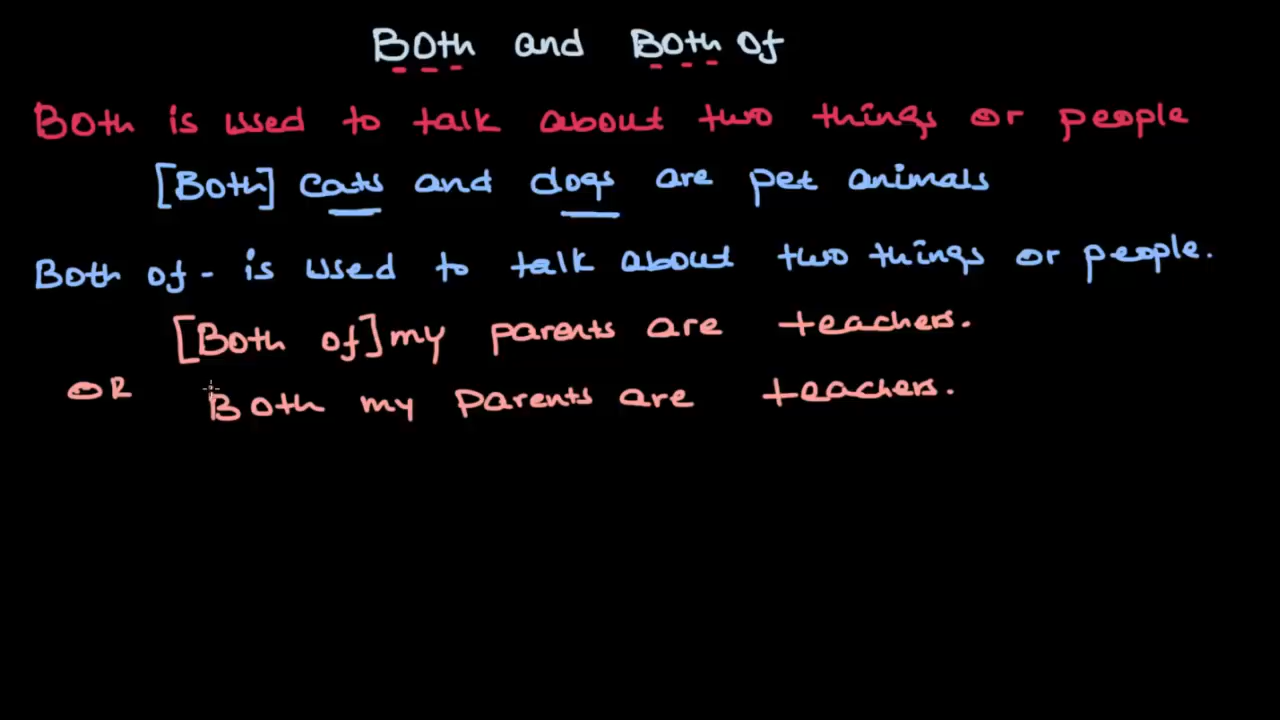 Both and Both of
Both is used to talk about two things or people
[Both] cats and dogs are pet animals
Both of - is used to talk about two things or people.
[Both of] my parents are teachers.
OR Both my parents are teachers.